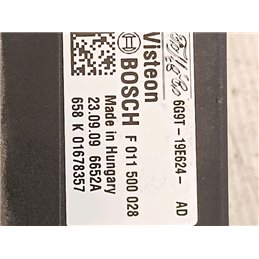 6G9T-19E624- AD
Visteon
BOSCH F 011 500 028
Made in Hungary
23.09.09 6652A
658 K 01678357